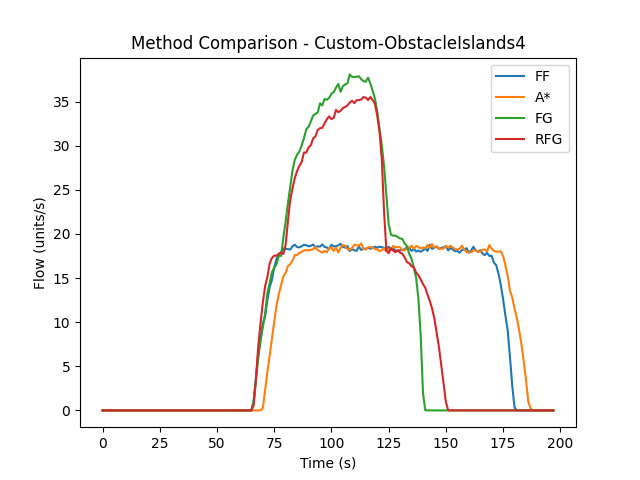 Method Comparison - Custom-ObstacleIslands4
FF
A*
FG
RFG
Flow (units/s)
35
30
25
20
15
10
5
0
0 25 50 75 100 125 150 175 200
Time (s)